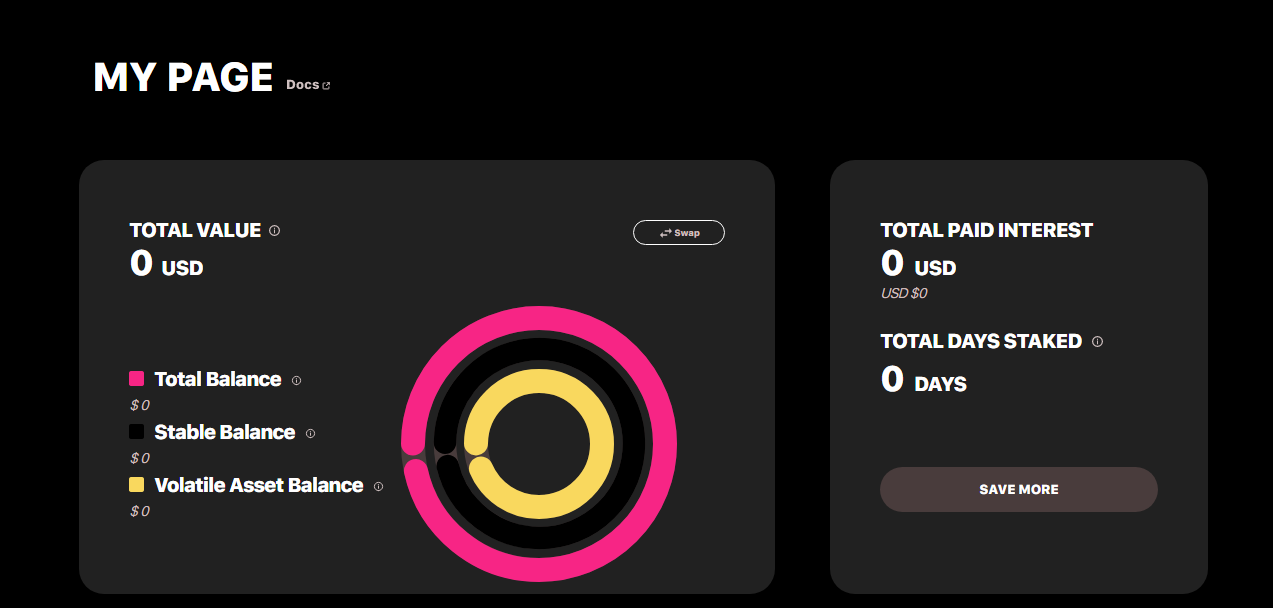 MY PAGE Docs
TOTAL VALUE
0 USD
Swap
Total Balance
$ 0
Stable Balance
$ 0
Volatile Asset Balance
$ 0
TOTAL PAID INTEREST
0 USD
USD $0
TOTAL DAYS STAKED
0 DAYS
SAVE MORE